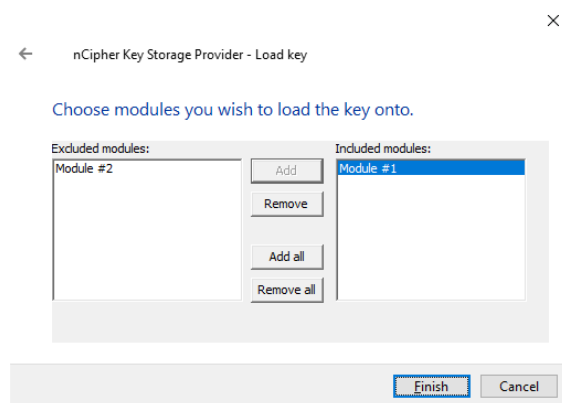 nCipher Key Storage Provider - Load key
Choose modules you wish to load the key onto.
Excluded modules:
Included modules:
Module #2
Add
Module #1
Remove
Add all
Remove all
Finish
Cancel